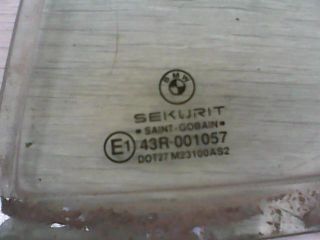 BMW
SEKURIT
• SAINT-GOBAIN •
E1 43R-001057
DOT27 M23100AS2